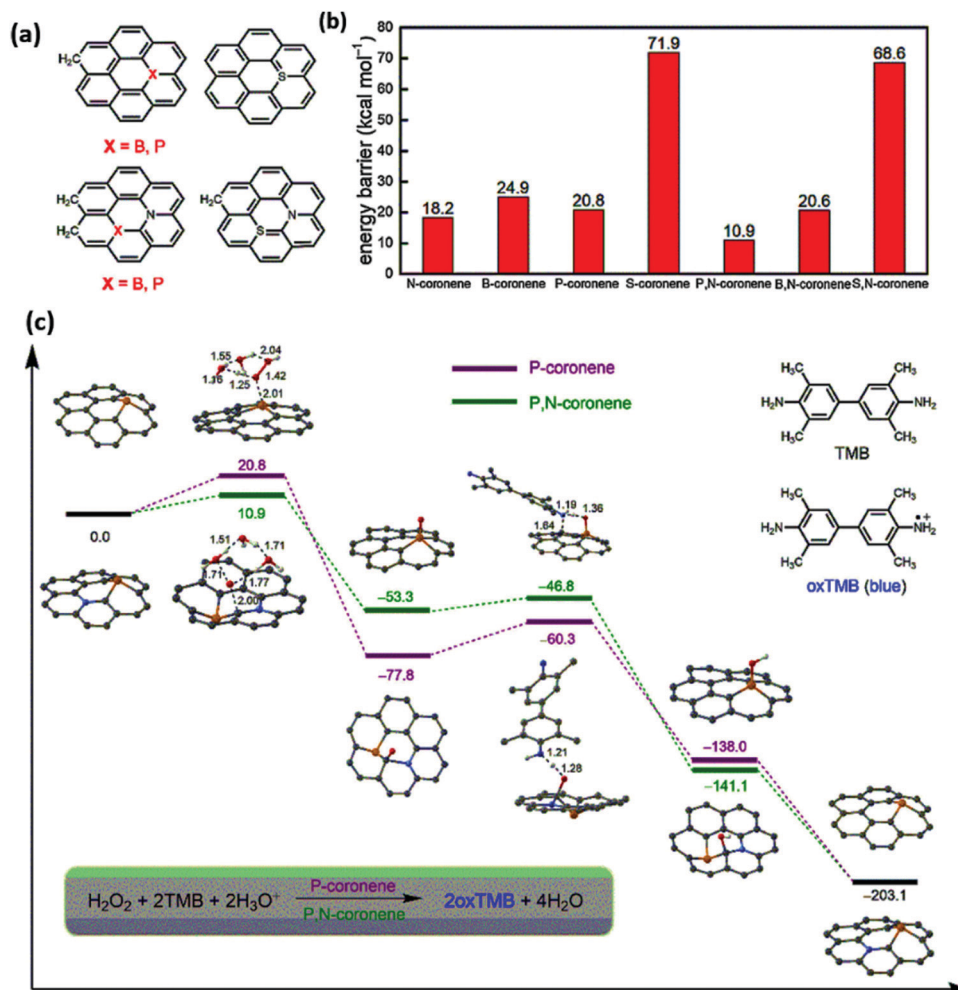 (a)
H₂C
X
S
X = B, P
H₂C
H₂C
N
X
H₂C
N
S
X = B, P
(b)
energy barrier (kcal mol⁻¹)
80
70
60
50
40
30
20
10
0
18.2
24.9
20.8
71.9
10.9
20.6
68.6
N-coronene B-coronene P-coronene S-coronene P,N-coronene B,N-coronene S,N-coronene
(c)
1.55
2.04
1.16
1.25
1.42
2.01
P-coronene
P,N-coronene
CH₃ CH₃
H₂N NH₂
H₃C CH₃
TMB
CH₃ CH₃
H₂N NH₂
H₃C CH₃
oxTMB (blue)
20.8
10.9
0.0
1.51
1.71
1.71
1.77
2.00
1.19
1.36
1.64
−53.3
−46.8
−77.8
−60.3
1.21
1.28
−138.0
−141.1
−203.1
P-coronene
H₂O₂ + 2TMB + 2H₃O⁺ 2oxTMB + 4H₂O
P,N-coronene